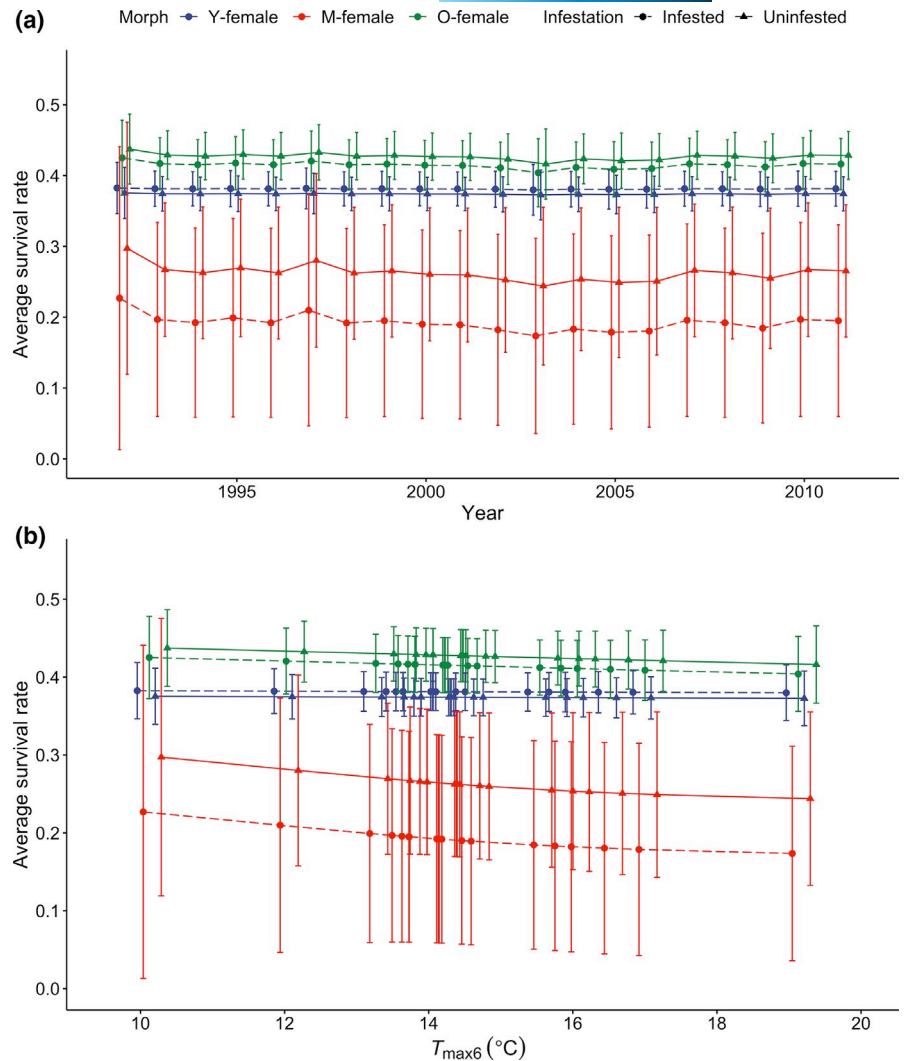 (a)
Morph Y-female M-female O-female Infestation Infested Uninfested
0.5
0.4
0.3
0.2
0.1
0.0
Average survival rate
1995 2000 2005 2010
Year
(b)
0.5
0.4
0.3
0.2
0.1
0.0
Average survival rate
10 12 14 16 18 20
Tmax6 (°C)